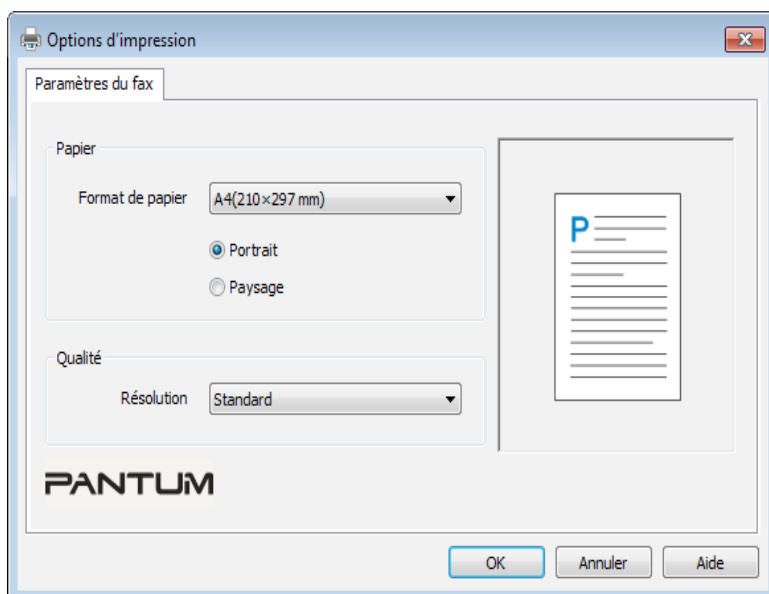 Options d'impression
Paramètres du fax
Papier
Format de papier A4(210×297 mm)
Portrait
Paysage
P
Qualité
Résolution Standard
PANTUM
OK Annuler Aide